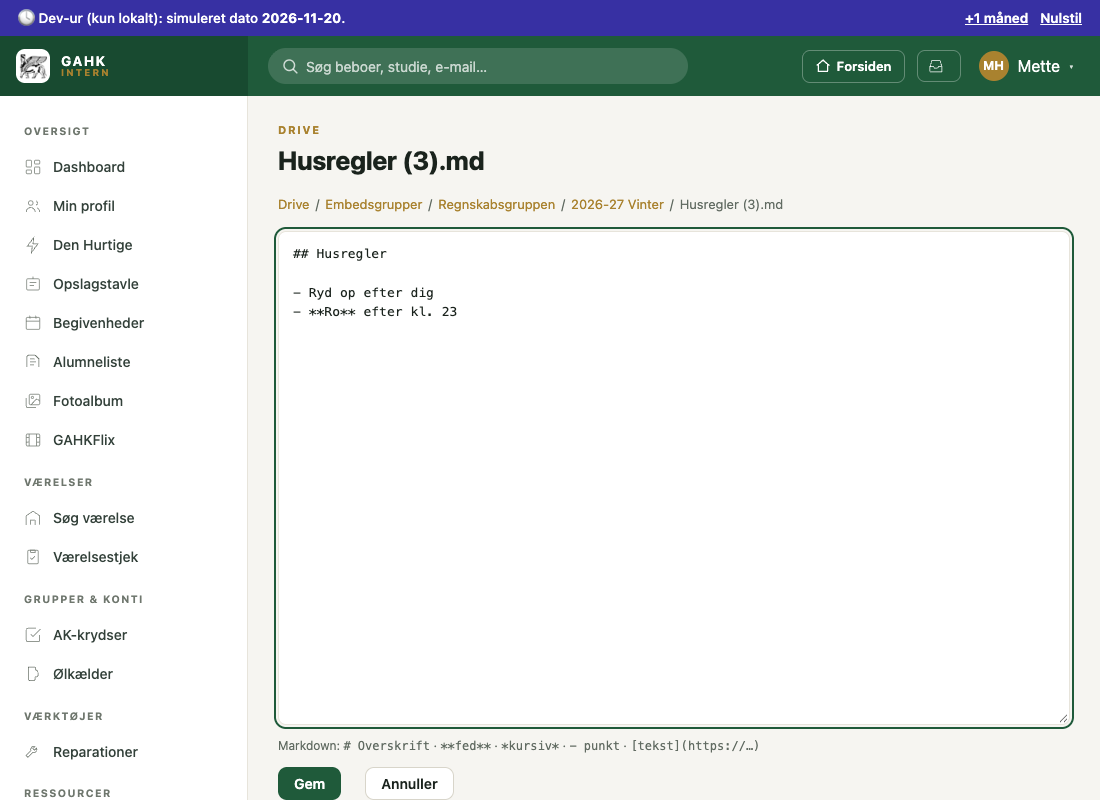 Dev-ur (kun lokalt): simuleret dato 2026-11-20.
+1 måned Nulstil
GAHK
INTERN
Søg beboer, studie, e-mail...
Forsiden
MH Mette
OVERSIGT
Dashboard
Min profil
Den Hurtige
Opslagstavle
Begivenheder
Alumneliste
Fotoalbum
GAHKFlix
VÆRELSER
Søg værelse
Værelsestjek
GRUPPER & KONTI
AK-krydser
Ølkælder
VÆRKTØJER
Reparationer
RESSOURCER
DRIVE
Husregler (3).md
Drive / Embedsgrupper / Regnskabsgruppen / 2026-27 Vinter / Husregler (3).md
## Husregler
- Ryd op efter dig
- **Ro** efter kl. 23
Markdown: # Overskrift · **fed** · *kursiv* · - punkt · [tekst](https://…)
Gem Annuller